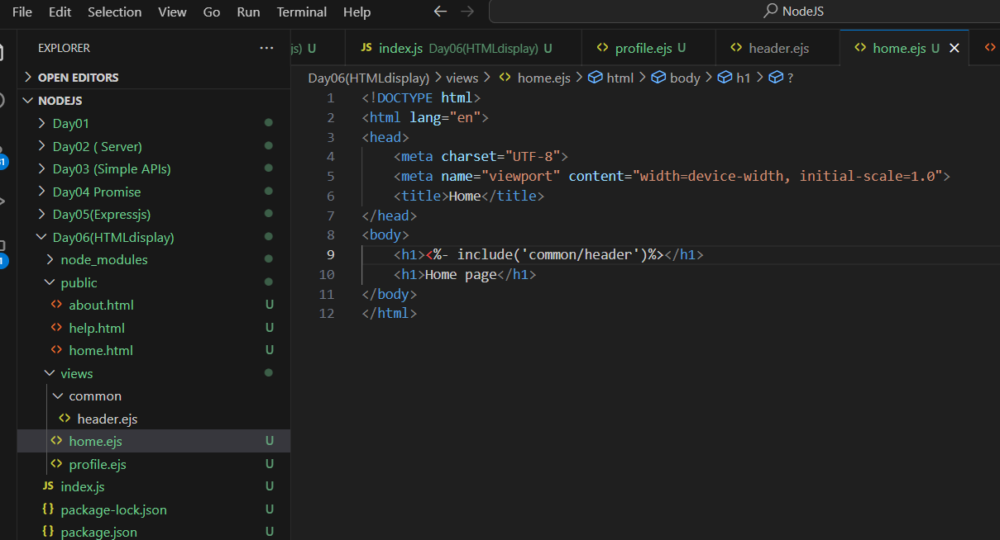 File Edit Selection View Go Run Terminal Help
NodeJS
EXPLORER
OPEN EDITORS
NODEJS
Day01
Day02 ( Server)
Day03 (Simple APIs)
Day04 Promise
Day05(Expressjs)
Day06(HTMLdisplay)
node_modules
public
about.html U
help.html U
home.html U
views
common
header.ejs
home.ejs U
profile.ejs U
JS index.js U
{} package-lock.json U
{} package.json U
js) U
JS index.js Day06(HTMLdisplay) U
<> profile.ejs U
<> header.ejs
<> home.ejs U
Day06(HTMLdisplay) > views > <> home.ejs > html > body > h1 > ?
1 <!DOCTYPE html>
2 <html lang="en">
3 <head>
4 <meta charset="UTF-8">
5 <meta name="viewport" content="width=device-width, initial-scale=1.0">
6 <title>Home</title>
7 </head>
8 <body>
9 <h1><%- include('common/header')%></h1>
10 <h1>Home page</h1>
11 </body>
12 </html>